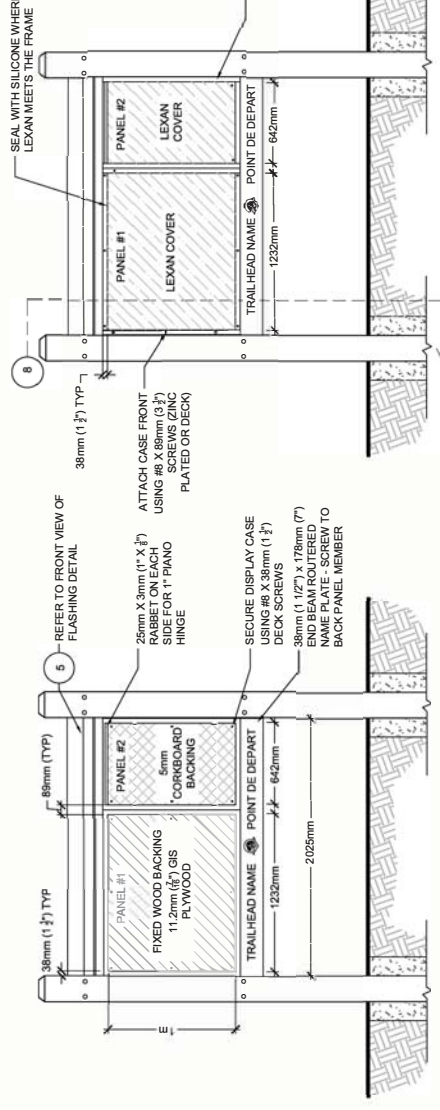 38mm (1 ½") TYP
89mm (TYP)
5
REFER TO FRONT VIEW OF
FLASHING DETAIL
PANEL #1
FIXED WOOD BACKING
11.2mm (7/16") GIS
PLYWOOD
PANEL #2
5mm
CORKBOARD
BACKING
1m
TRAILHEAD NAME
POINT DE DEPART
1232mm
642mm
2025mm
25mm X 3mm (1" X ⅛")
RABBET ON EACH
SIDE FOR 1" PIANO
HINGE
SECURE DISPLAY CASE
USING #8 X 38mm (1 ½")
DECK SCREWS
38mm (1 1/2") x 178mm (7")
END BEAM ROUTERED
NAME PLATE - SCREW TO
BACK PANEL MEMBER
8
SEAL WITH SILICONE WHERE
LEXAN MEETS THE FRAME
38mm (1 ½") TYP
ATTACH CASE FRONT
USING #8 X 89mm (3 ½")
SCREWS (ZINC
PLATED OR DECK)
PANEL #1
LEXAN COVER
PANEL #2
LEXAN
COVER
TRAILHEAD NAME
POINT DE DEPART
1232mm
642mm